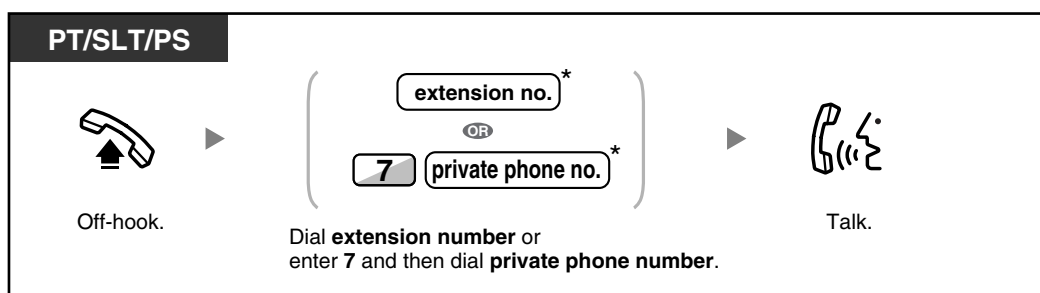 PT/SLT/PS
extension no.*
OR
7 private phone no.*
Off-hook.
Dial extension number or
enter 7 and then dial private phone number.
Talk.